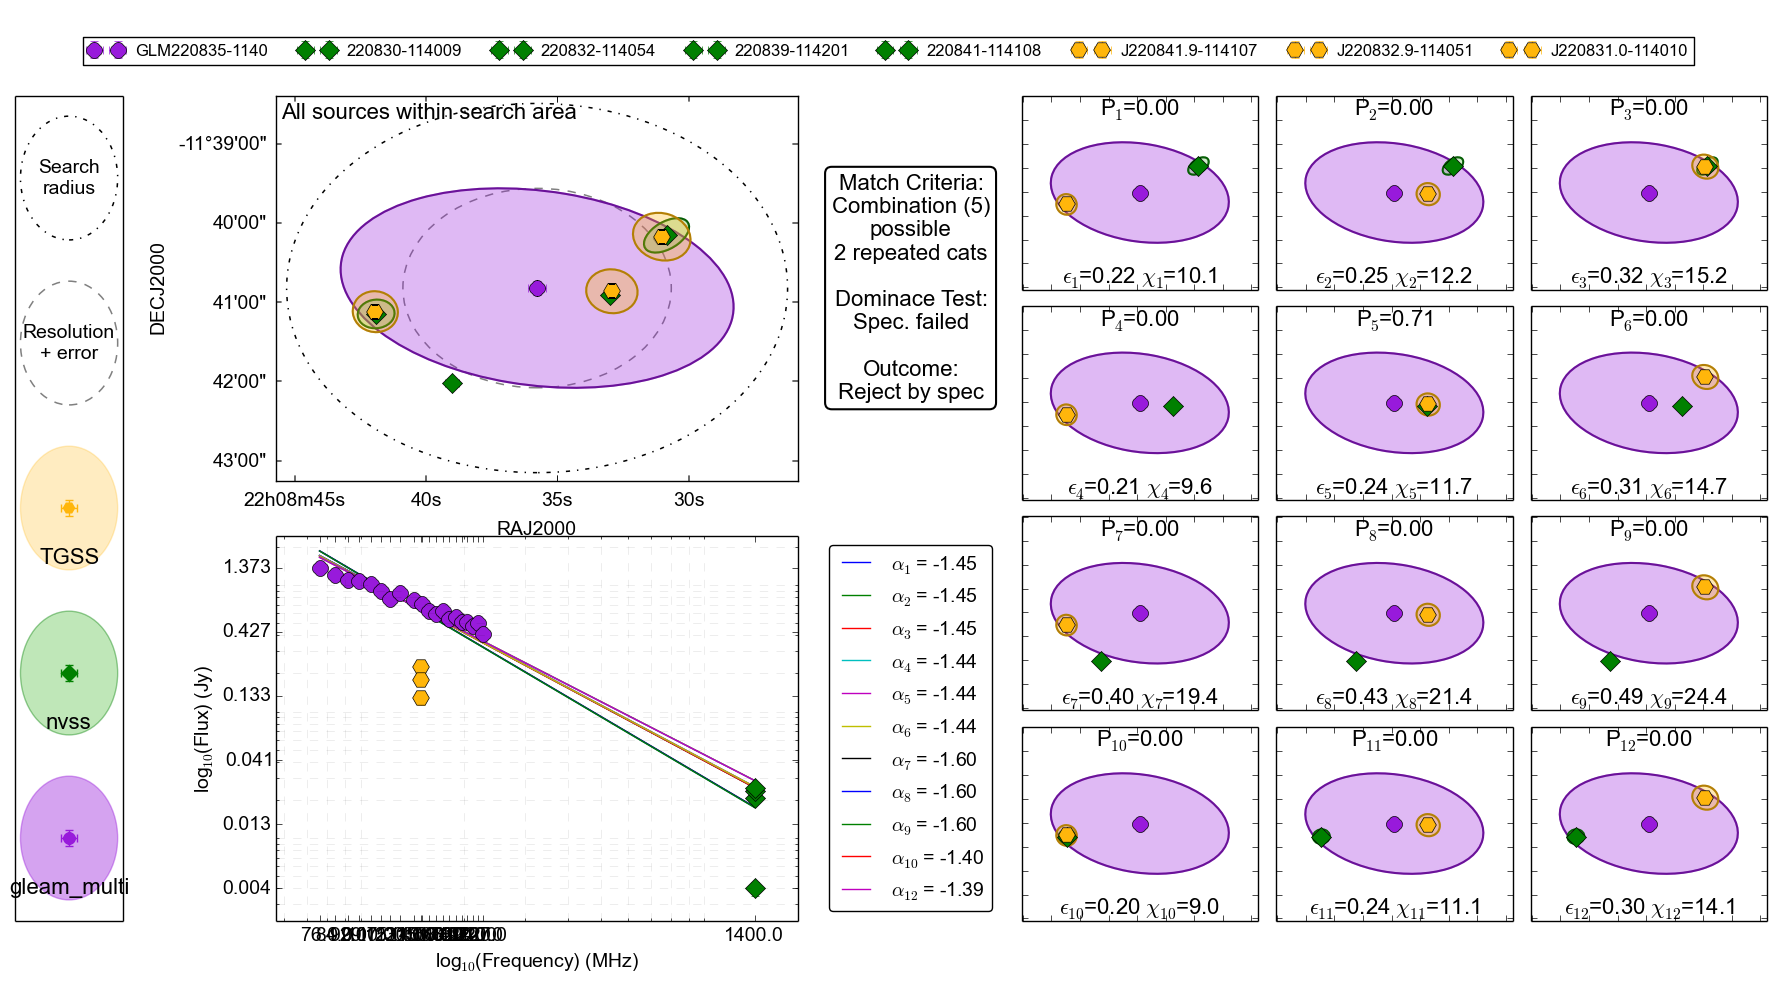 GLM220835-1140 220830-114009 220832-114054 220839-114201 220841-114108 J220841.9-114107 J220832.9-114051 J220831.0-114010
Search
radius
Resolution
+ error
TGSS
nvss
gleam_multi
All sources within search area
-11°39'00"
40'00"
41'00"
42'00"
43'00"
DECJ2000
22h08m45s 40s 35s 30s
RAJ2000
Match Criteria:
Combination (5)
possible
2 repeated cats
Dominace Test:
Spec. failed
Outcome:
Reject by spec
1.373
0.427
0.133
0.041
0.013
0.004
log10(Flux) (Jy)
1400.0
log10(Frequency) (MHz)
α1 = -1.45
α2 = -1.45
α3 = -1.45
α4 = -1.44
α5 = -1.44
α6 = -1.44
α7 = -1.60
α8 = -1.60
α9 = -1.60
α10 = -1.40
α12 = -1.39
P1=0.00
ϵ1=0.22 χ1=10.1
P2=0.00
ϵ2=0.25 χ2=12.2
P3=0.00
ϵ3=0.32 χ3=15.2
P4=0.00
ϵ4=0.21 χ4=9.6
P5=0.71
ϵ5=0.24 χ5=11.7
P6=0.00
ϵ6=0.31 χ6=14.7
P7=0.00
ϵ7=0.40 χ7=19.4
P8=0.00
ϵ8=0.43 χ8=21.4
P9=0.00
ϵ9=0.49 χ9=24.4
P10=0.00
ϵ10=0.20 χ10=9.0
P11=0.00
ϵ11=0.24 χ11=11.1
P12=0.00
ϵ12=0.30 χ12=14.1